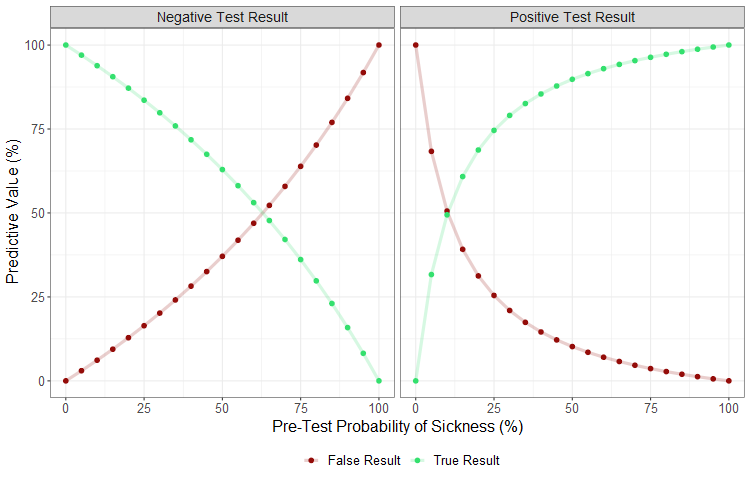 Negative Test Result
Positive Test Result
Predictive Value (%)
100
75
50
25
0
0 25 50 75 100
0 25 50 75 100
Pre-Test Probability of Sickness (%)
False Result True Result